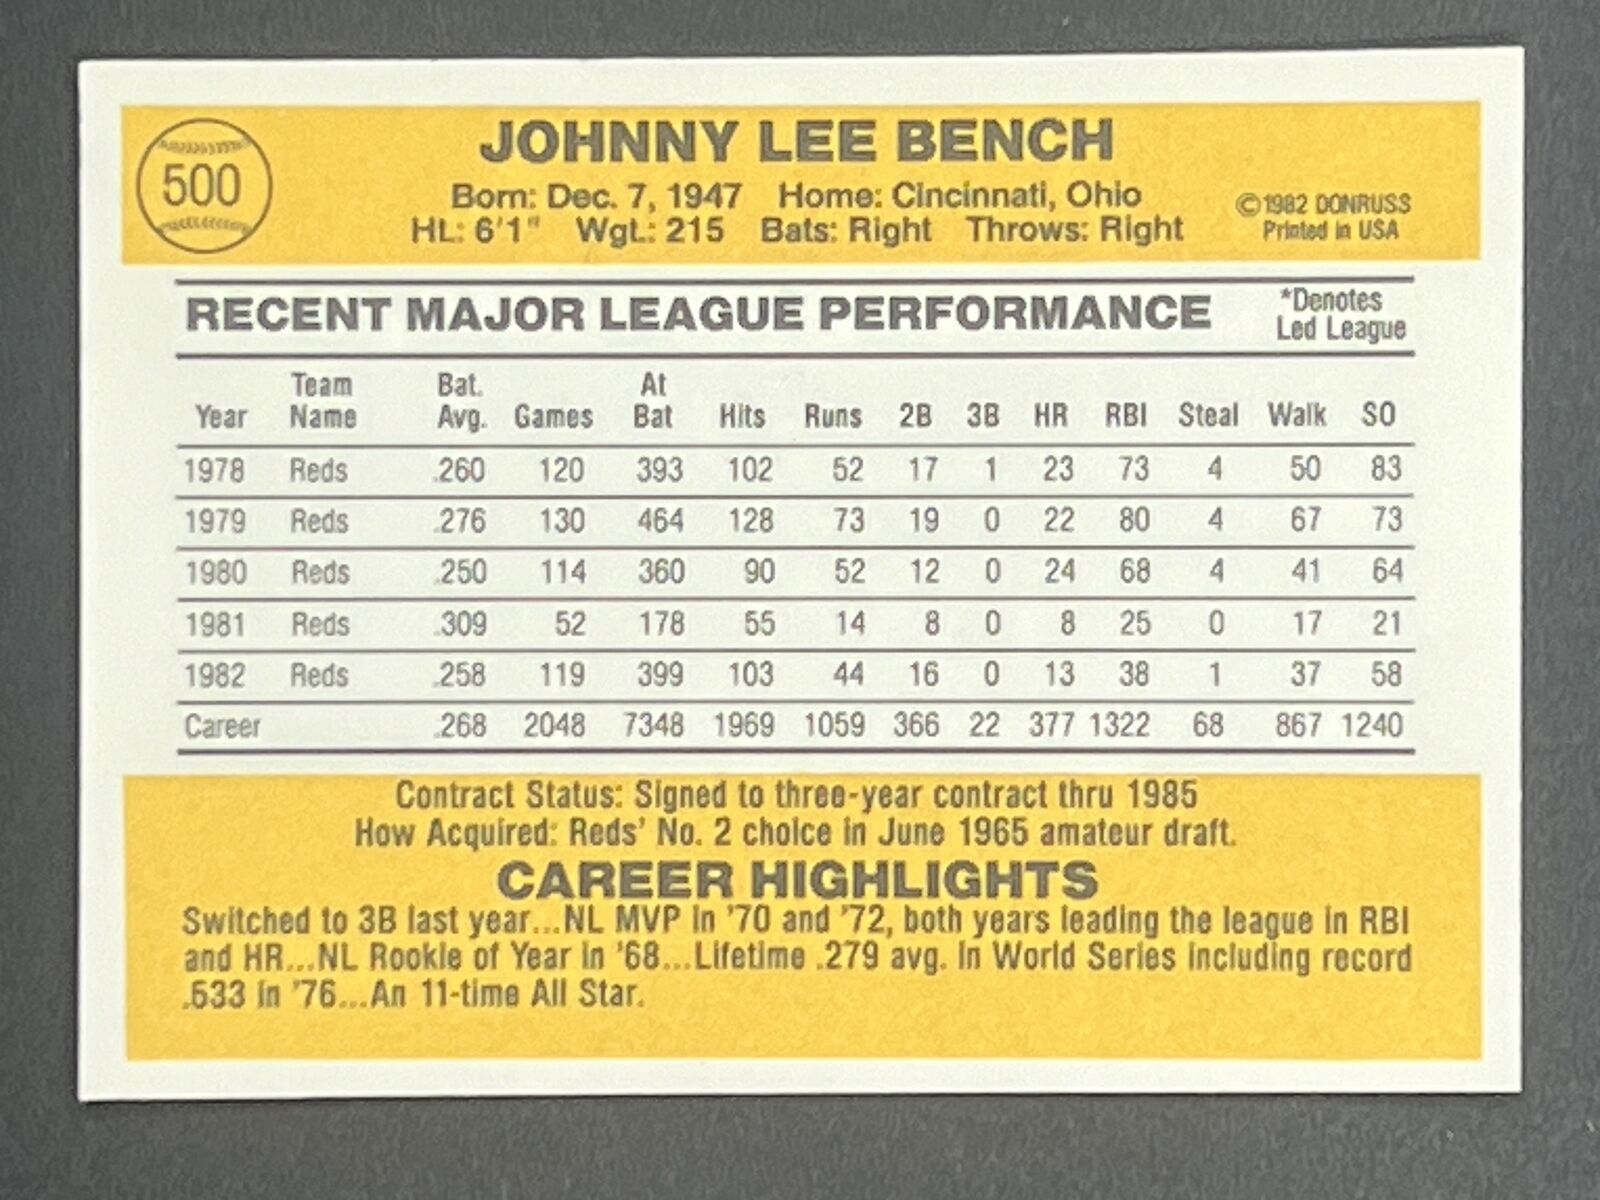 500
JOHNNY LEE BENCH
Born: Dec. 7, 1947 Home: Cincinnati, Ohio
Ht.: 6'1" Wgt.: 215 Bats: Right Throws: Right
©1982 DONRUSS
Printed in USA
RECENT MAJOR LEAGUE PERFORMANCE
*Denotes
Led League
Year Team Name Bat. Avg. Games At Bat Hits Runs 2B 3B HR RBI Steal Walk SO
1978 Reds .260 120 393 102 52 17 1 23 73 4 50 83
1979 Reds .276 130 464 128 73 19 0 22 80 4 67 73
1980 Reds .250 114 360 90 52 12 0 24 68 4 41 64
1981 Reds .309 52 178 55 14 8 0 8 25 0 17 21
1982 Reds .258 119 399 103 44 16 0 13 38 1 37 58
Career .268 2048 7348 1969 1059 366 22 377 1322 68 867 1240
Contract Status: Signed to three-year contract thru 1985
How Acquired: Reds' No. 2 choice in June 1965 amateur draft.
CAREER HIGHLIGHTS
Switched to 3B last year...NL MVP in '70 and '72, both years leading the league in RBI
and HR...NL Rookie of Year in '68...Lifetime .279 avg. in World Series including record
.533 in '76...An 11-time All Star.